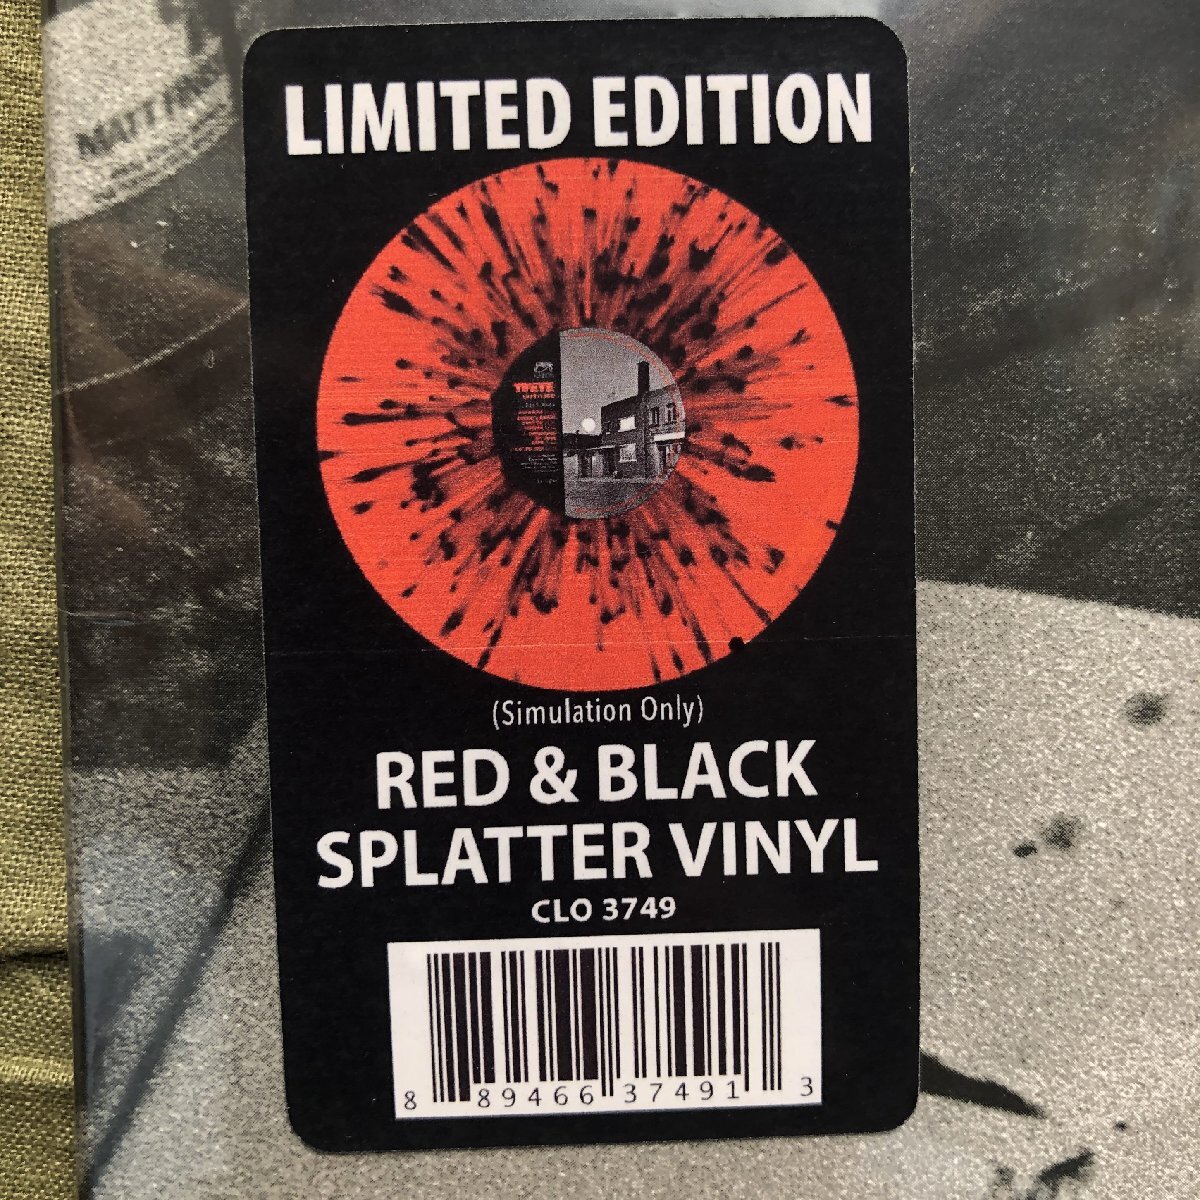 LIMITED EDITION
(Simulation Only)
RED & BLACK
SPLATTER VINYL
CLO 3749
8 89466 37491 3